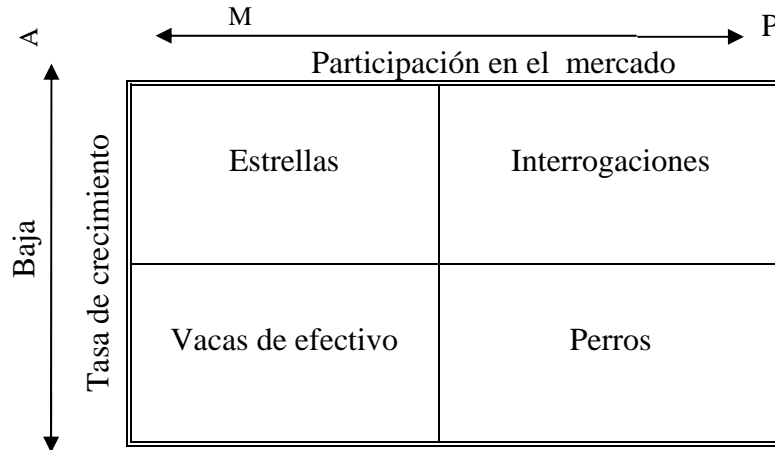 A
M
P
Participación en el mercado
Baja
Tasa de crecimiento
Estrellas
Interrogaciones
Vacas de efectivo
Perros